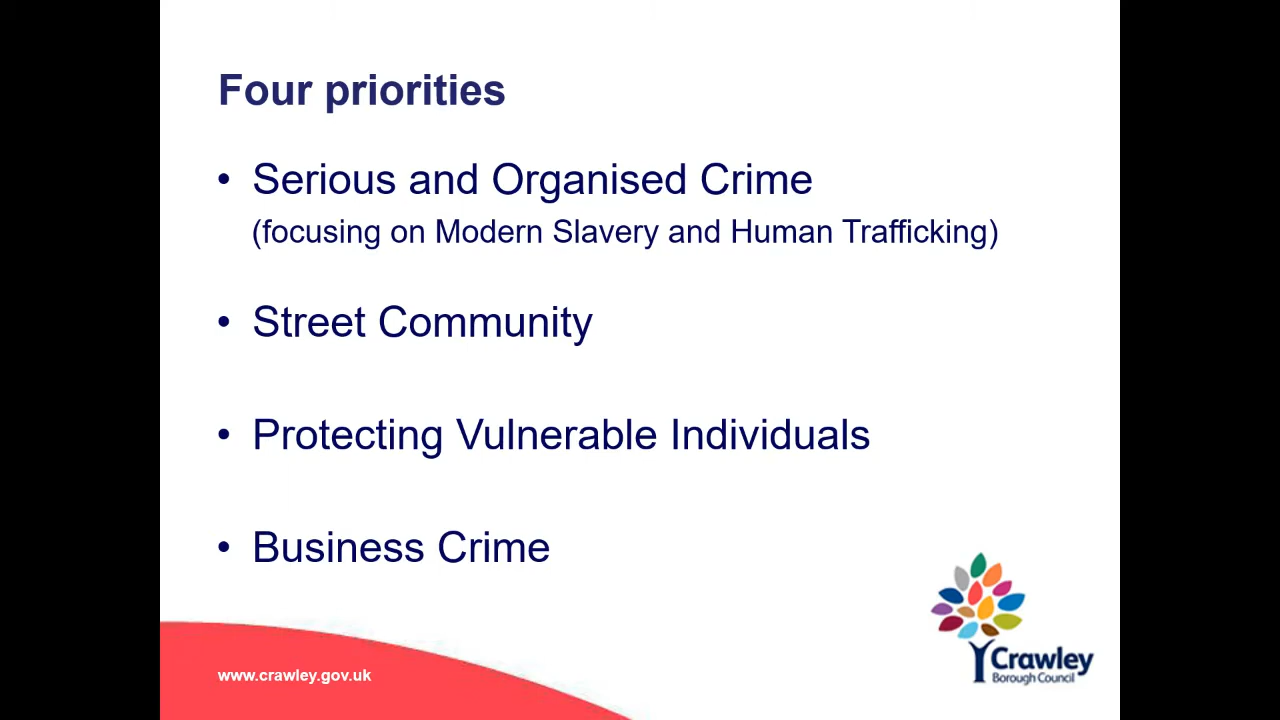 Four priorities
• Serious and Organised Crime
(focusing on Modern Slavery and Human Trafficking)
• Street Community
• Protecting Vulnerable Individuals
• Business Crime
www.crawley.gov.uk
Crawley
Borough Council